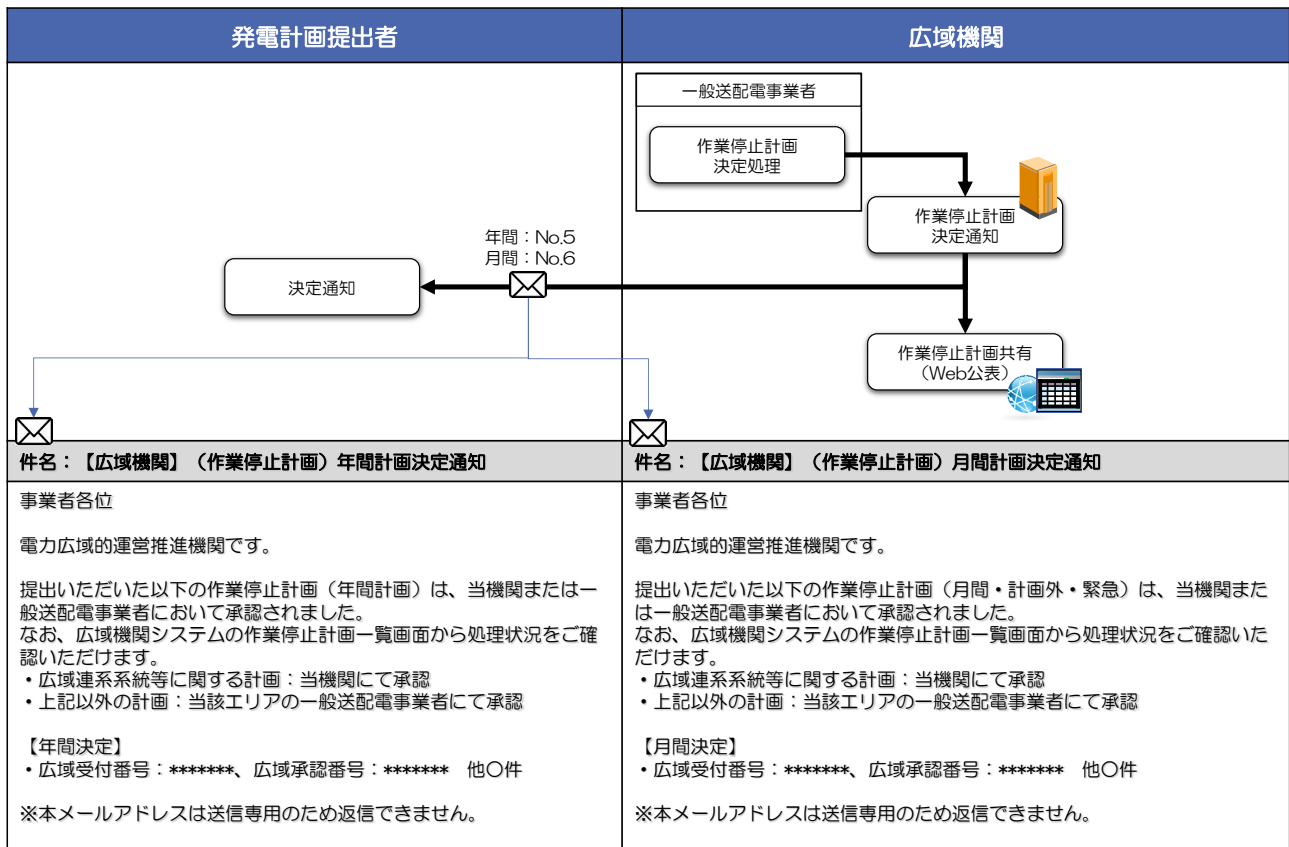 発電計画提出者
広域機関
一般送配電事業者
作業停止計画
決定処理
作業停止計画
決定通知
年間：No.5
月間：No.6
決定通知
作業停止計画共有
（Web公表）
件名：【広域機関】（作業停止計画）年間計画決定通知
事業者各位
電力広域的運営推進機関です。
提出いただいた以下の作業停止計画（年間計画）は、当機関または一
般送配電事業者において承認されました。
なお、広域機関システムの作業停止計画一覧画面から処理状況をご確
認いただけます。
・広域連系系統等に関する計画：当機関にて承認
・上記以外の計画：当該エリアの一般送配電事業者にて承認
【年間決定】
・広域受付番号：*******、広域承認番号：*******　他〇件
※本メールアドレスは送信専用のため返信できません。
件名：【広域機関】（作業停止計画）月間計画決定通知
事業者各位
電力広域的運営推進機関です。
提出いただいた以下の作業停止計画（月間・計画外・緊急）は、当機関また
は一般送配電事業者において承認されました。
なお、広域機関システムの作業停止計画一覧画面から処理状況をご確認いた
だけます。
・広域連系系統等に関する計画：当機関にて承認
・上記以外の計画：当該エリアの一般送配電事業者にて承認
【月間決定】
・広域受付番号：*******、広域承認番号：*******　他〇件
※本メールアドレスは送信専用のため返信できません。